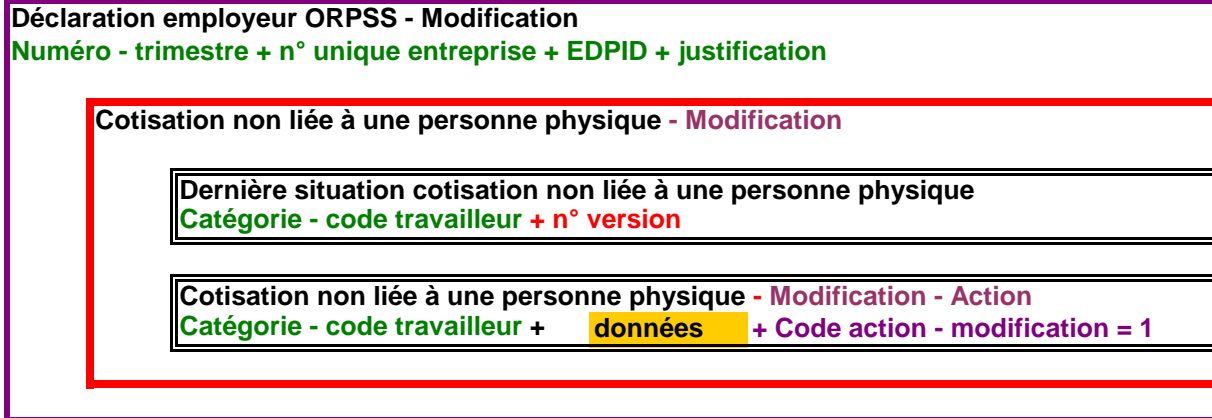 Déclaration employeur ORPSS - Modification
Numéro - trimestre + n° unique entreprise + EDPID + justification
Cotisation non liée à une personne physique - Modification
Dernière situation cotisation non liée à une personne physique
Catégorie - code travailleur + n° version
Cotisation non liée à une personne physique - Modification - Action
Catégorie - code travailleur + données + Code action - modification = 1